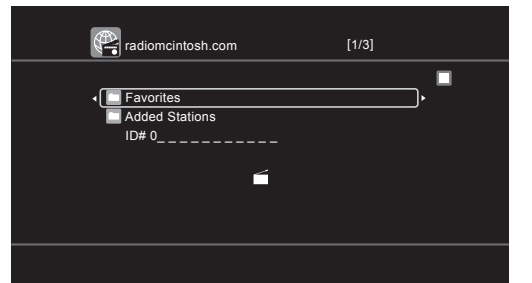 radiomcintosh.com [1/3]
Favorites
Added Stations
ID# 0_ _ _ _ _ _ _ _ _ _ _